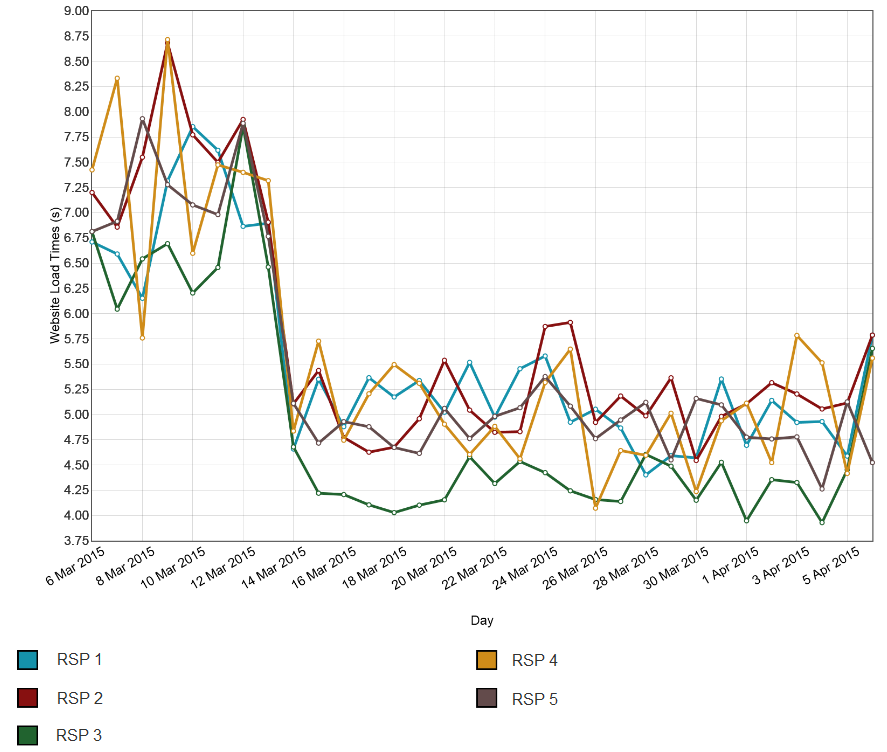 9.00
8.75
8.50
8.25
8.00
7.75
7.50
7.25
7.00
6.75
6.50
6.25
6.00
5.75
5.50
5.25
5.00
4.75
4.50
4.25
4.00
3.75
Website Load Times (s)
6 Mar 2015
8 Mar 2015
10 Mar 2015
12 Mar 2015
14 Mar 2015
16 Mar 2015
18 Mar 2015
20 Mar 2015
22 Mar 2015
24 Mar 2015
26 Mar 2015
28 Mar 2015
30 Mar 2015
1 Apr 2015
3 Apr 2015
5 Apr 2015
Day
RSP 1
RSP 2
RSP 3
RSP 4
RSP 5